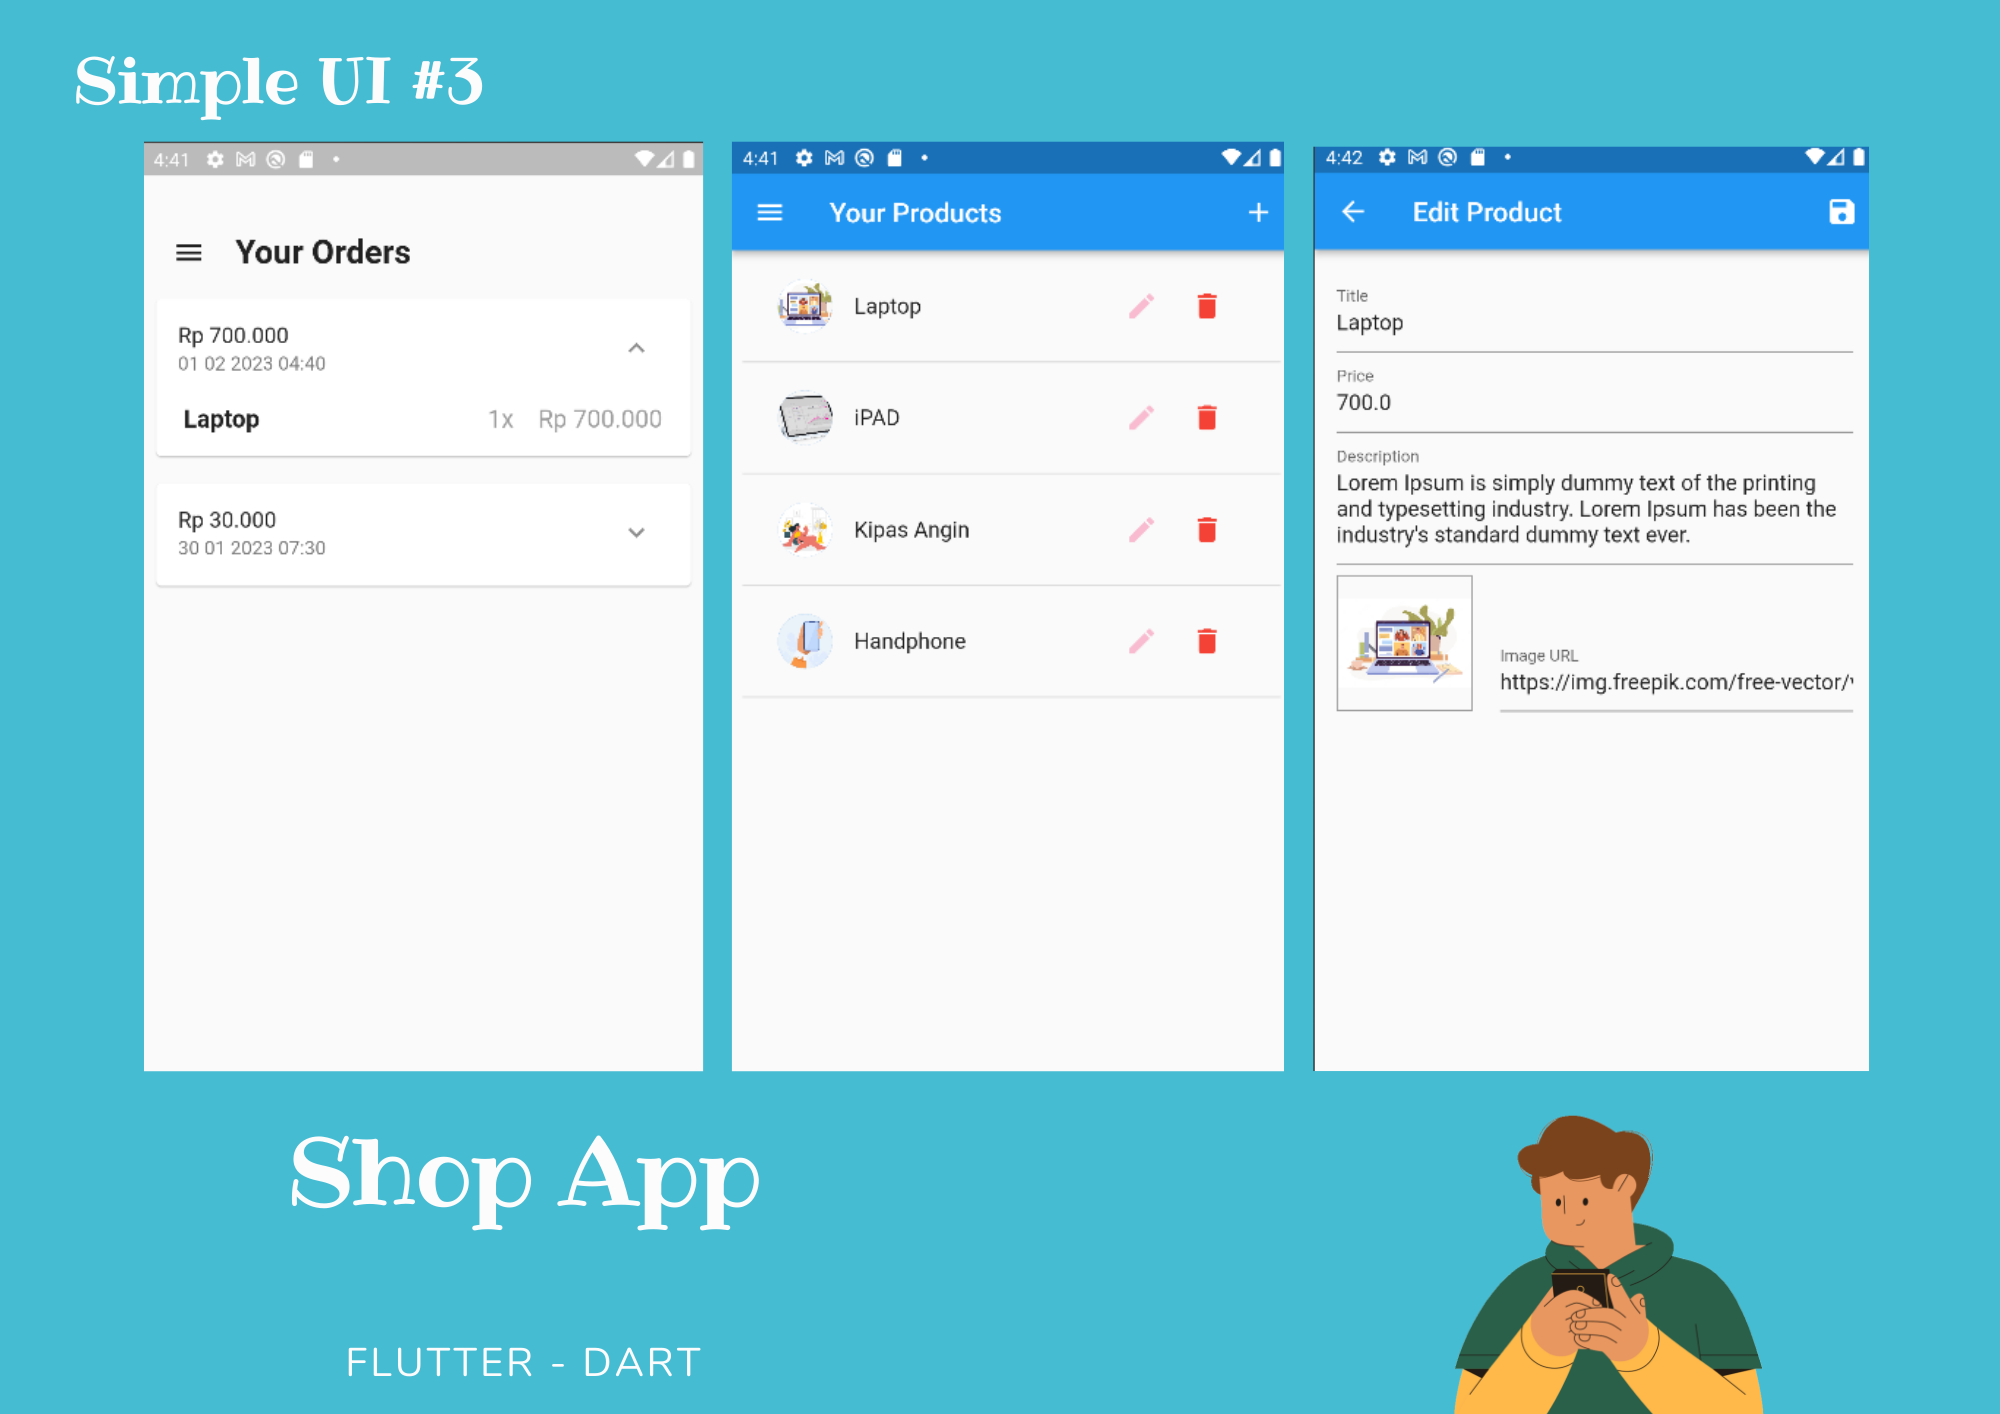 Simple UI #3
4:41
Your Orders
Rp 700.000
01 02 2023 04:40
Laptop 1x Rp 700.000
Rp 30.000
30 01 2023 07:30
4:41
Your Products
Laptop
iPAD
Kipas Angin
Handphone
4:42
Edit Product
Title
Laptop
Price
700.0
Description
Lorem Ipsum is simply dummy text of the printing
and typesetting industry. Lorem Ipsum has been the
industry's standard dummy text ever.
Image URL
https://img.freepik.com/free-vector/
Shop App
FLUTTER - DART